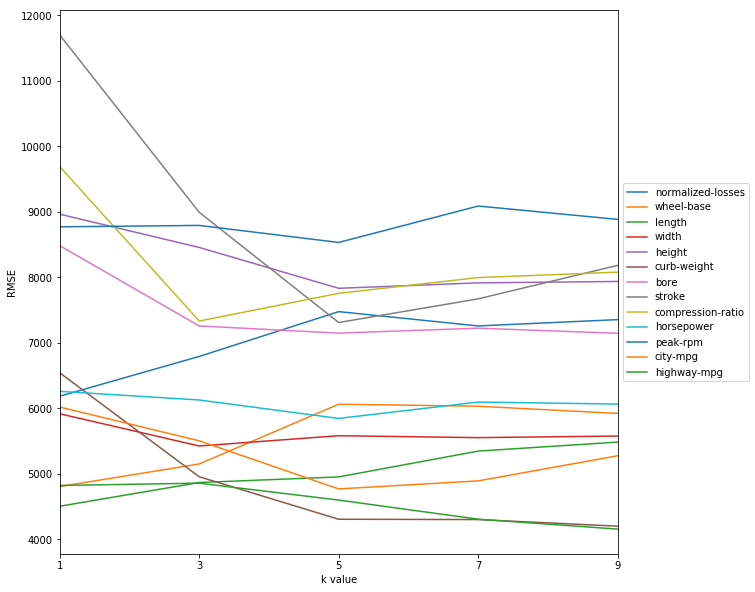 12000
11000
10000
9000
8000
7000
6000
5000
4000
RMSE
1 3 5 7 9
k value
normalized-losses
wheel-base
length
width
height
curb-weight
bore
stroke
compression-ratio
horsepower
peak-rpm
city-mpg
highway-mpg